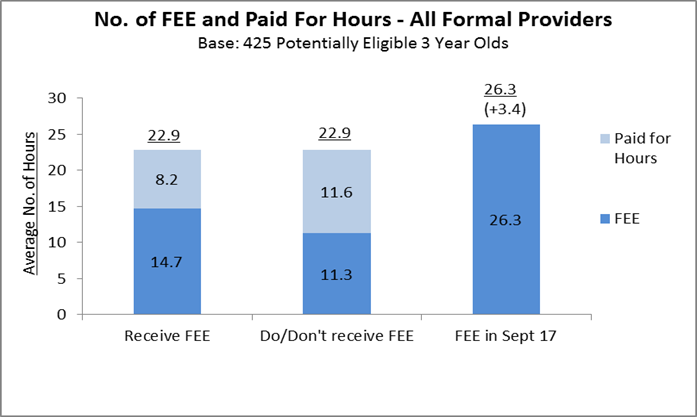 No. of FEE and Paid For Hours - All Formal Providers
Base: 425 Potentially Eligible 3 Year Olds
Average No. of Hours
30
25
20
15
10
5
0
22.9
8.2
14.7
22.9
11.6
11.3
26.3
(+3.4)
26.3
Receive FEE
Do/Don't receive FEE
FEE in Sept 17
Paid for
Hours
FEE